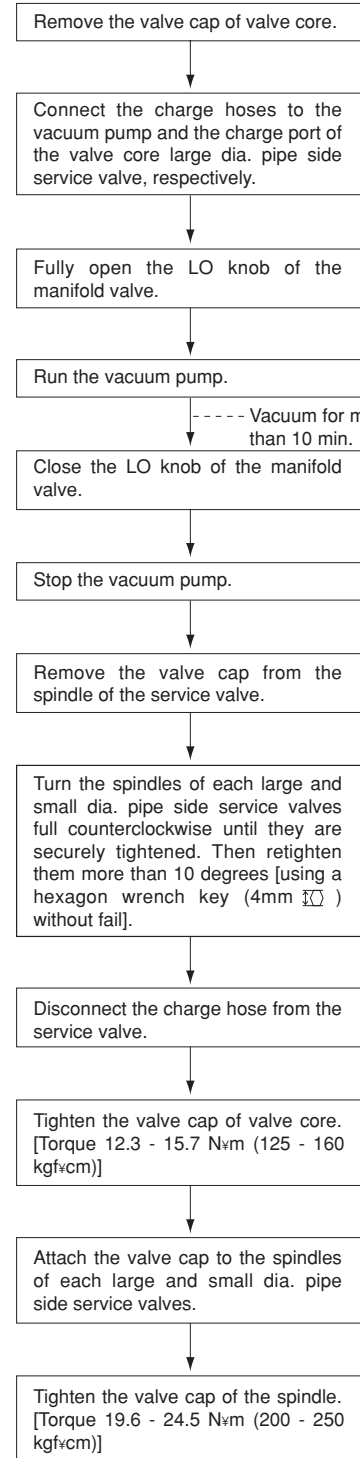 Remove the valve cap of valve core.
Connect the charge hoses to the
vacuum pump and the charge port of
the valve core large dia. pipe side
service valve, respectively.
Fully open the LO knob of the
manifold valve.
Run the vacuum pump.
Vacuum for m
than 10 min.
Close the LO knob of the manifold
valve.
Stop the vacuum pump.
Remove the valve cap from the
spindle of the service valve.
Turn the spindles of each large and
small dia. pipe side service valves
full counterclockwise until they are
securely tightened. Then retighten
them more than 10 degrees [using a
hexagon wrench key (4mm )
without fail].
Disconnect the charge hose from the
service valve.
Tighten the valve cap of valve core.
[Torque 12.3 - 15.7 N¥m (125 - 160
kgf¥cm)]
Attach the valve cap to the spindles
of each large and small dia. pipe
side service valves.
Tighten the valve cap of the spindle.
[Torque 19.6 - 24.5 N¥m (200 - 250
kgf¥cm)]